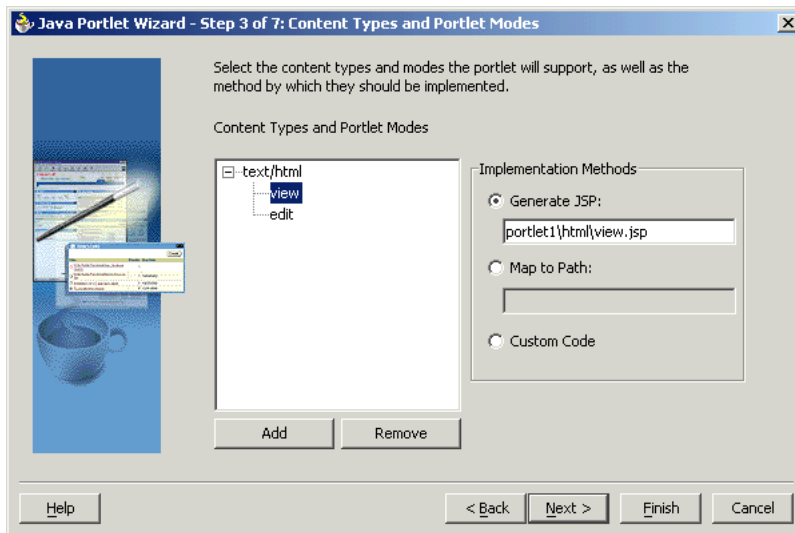 Java Portlet Wizard - Step 3 of 7: Content Types and Portlet Modes
Select the content types and modes the portlet will support, as well as the
method by which they should be implemented.
Content Types and Portlet Modes
text/html
view
edit
Implementation Methods
Generate JSP:
portlet1\html\view.jsp
Map to Path:
Custom Code
Add
Remove
Help
< Back
Next >
Finish
Cancel